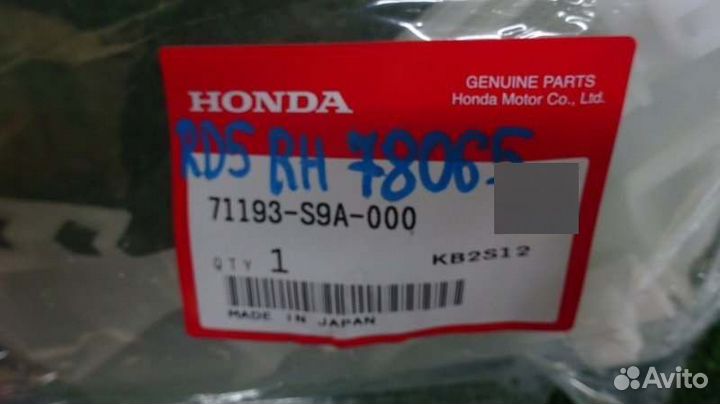 GENUINE PARTS
HONDA
Honda Motor Co., Ltd.
RD5 RH 78065
71193-S9A-000
QTY 1
KB2S12
MADE IN JAPAN
Avito